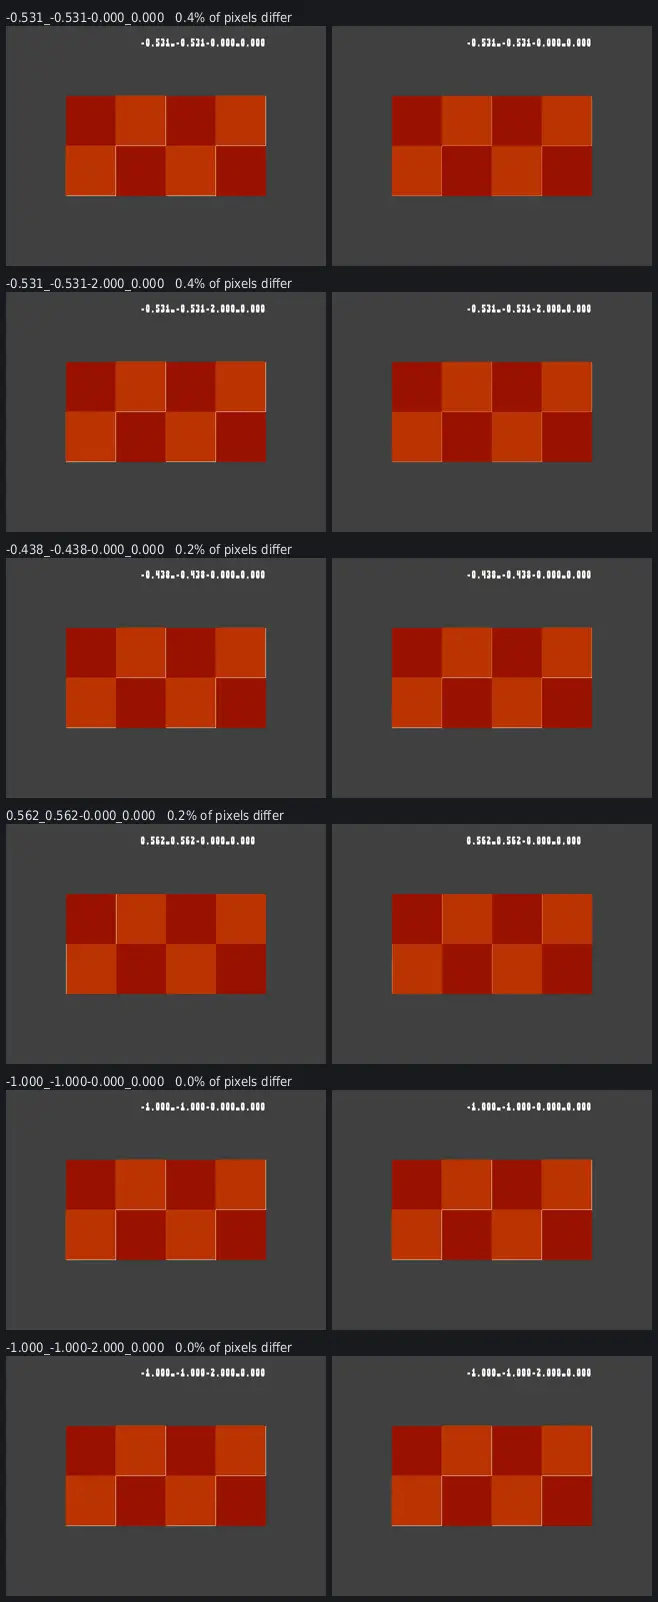 -0.531_-0.531-0.000_0.000 0.4% of pixels differ
-0.531_-0.531-0.000_0.000 -0.531_-0.531-0.000_0.000
-0.531_-0.531-2.000_0.000 0.4% of pixels differ
-0.531_-0.531-2.000_0.000 -0.531_-0.531-2.000_0.000
-0.438_-0.438-0.000_0.000 0.2% of pixels differ
-0.438_-0.438-0.000_0.000 -0.438_-0.438-0.000_0.000
0.562_0.562-0.000_0.000 0.2% of pixels differ
0.562_0.562-0.000_0.000 0.562_0.562-0.000_0.000
-1.000_-1.000-0.000_0.000 0.0% of pixels differ
-1.000_-1.000-0.000_0.000 -1.000_-1.000-0.000_0.000
-1.000_-1.000-2.000_0.000 0.0% of pixels differ
-1.000_-1.000-2.000_0.000 -1.000_-1.000-2.000_0.000